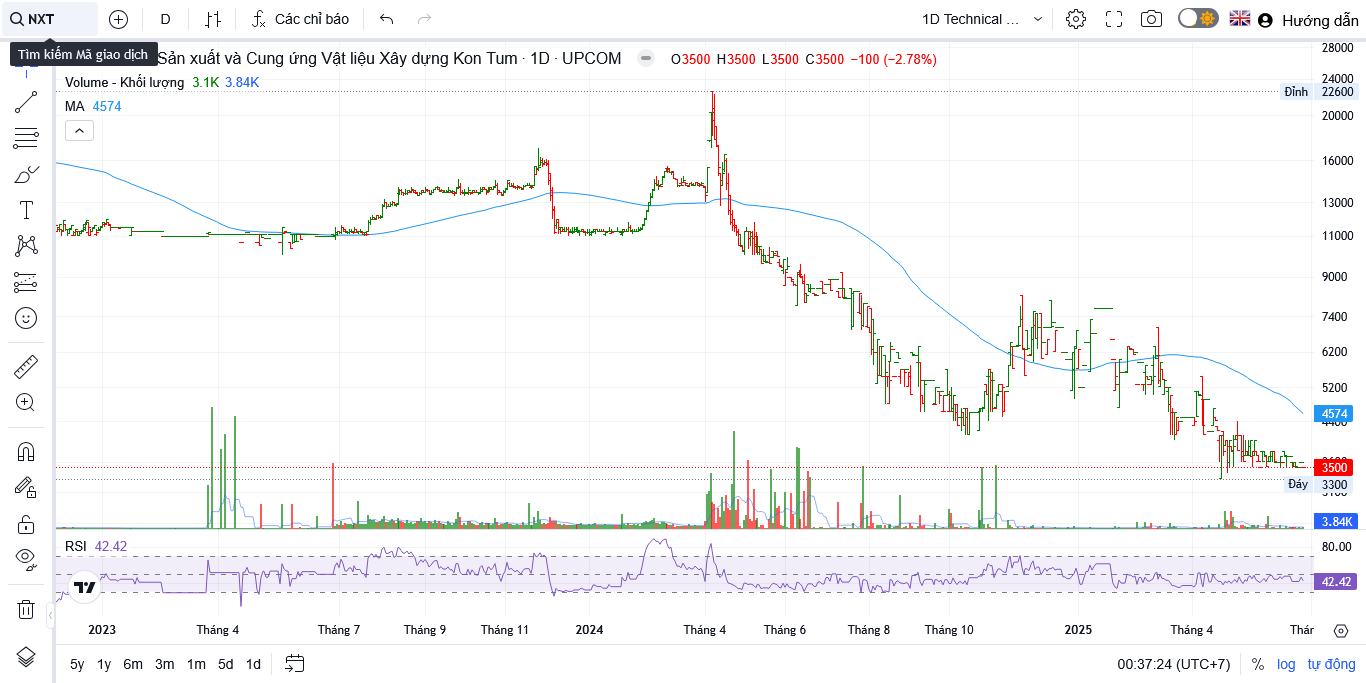 NXT D Các chỉ báo 1D Technical ... Hướng dẫn
Tìm kiếm Mã giao dịch Sản xuất và Cung ứng Vật liệu Xây dựng Kon Tum · 1D · UPCOM O3500 H3500 L3500 C3500 −100 (−2.78%)
Volume - Khối lượng 3.1K 3.84K
MA 4574
28000
24000
Đỉnh 22600
20000
16000
13000
11000
9000
7400
6200
5200
4574
4400
3500
Đáy 3300
3.84K
RSI 42.42
80.00
42.42
2023 Tháng 4 Tháng 7 Tháng 9 Tháng 11 2024 Tháng 4 Tháng 6 Tháng 8 Tháng 10 2025 Tháng 4 Thár
5y 1y 6m 3m 1m 5d 1d 00:37:24 (UTC+7) % log tự động